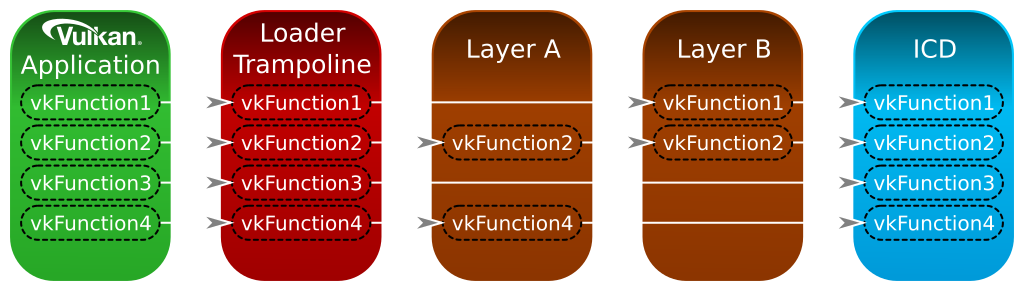 Vulkan®
Application
vkFunction1
vkFunction2
vkFunction3
vkFunction4
Loader
Trampoline
vkFunction1
vkFunction2
vkFunction3
vkFunction4
Layer A
vkFunction2
vkFunction4
Layer B
vkFunction1
vkFunction2
ICD
vkFunction1
vkFunction2
vkFunction3
vkFunction4